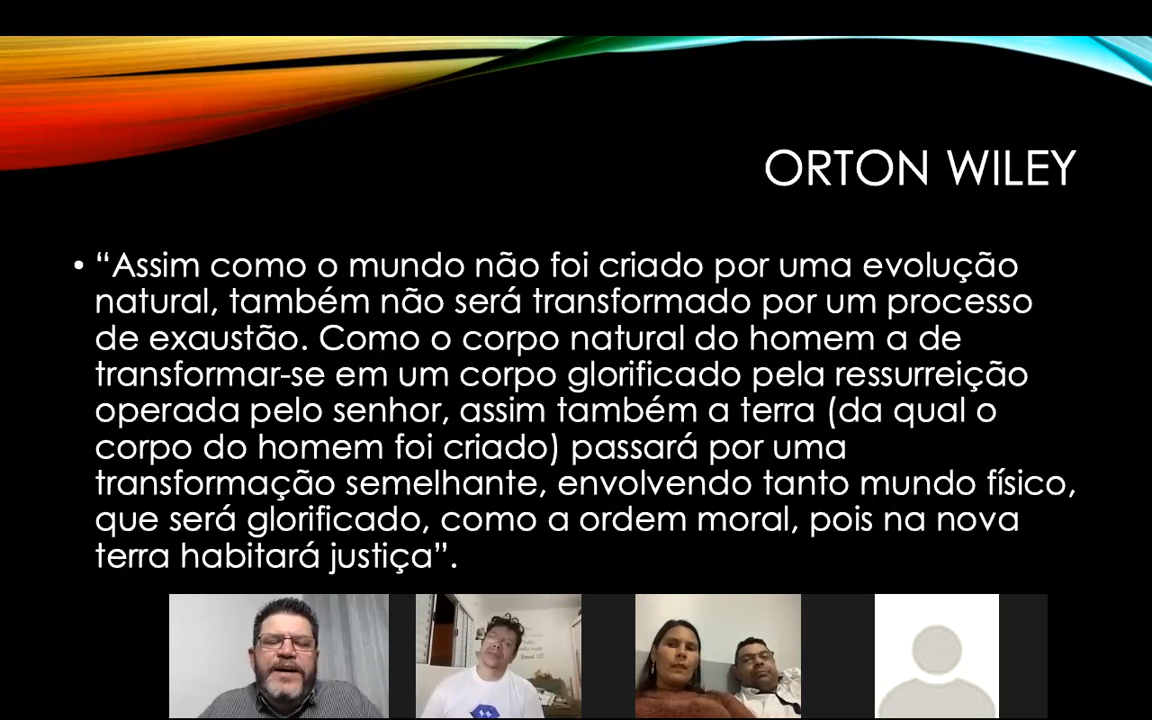 ORTON WILEY
• “Assim como o mundo não foi criado por uma evolução
natural, também não será transformado por um processo
de exaustão. Como o corpo natural do homem a de
transformar-se em um corpo glorificado pela ressurreição
operada pelo senhor, assim também a terra (da qual o
corpo do homem foi criado) passará por uma
transformação semelhante, envolvendo tanto mundo físico,
que será glorificado, como a ordem moral, pois na nova
terra habitará justiça”.